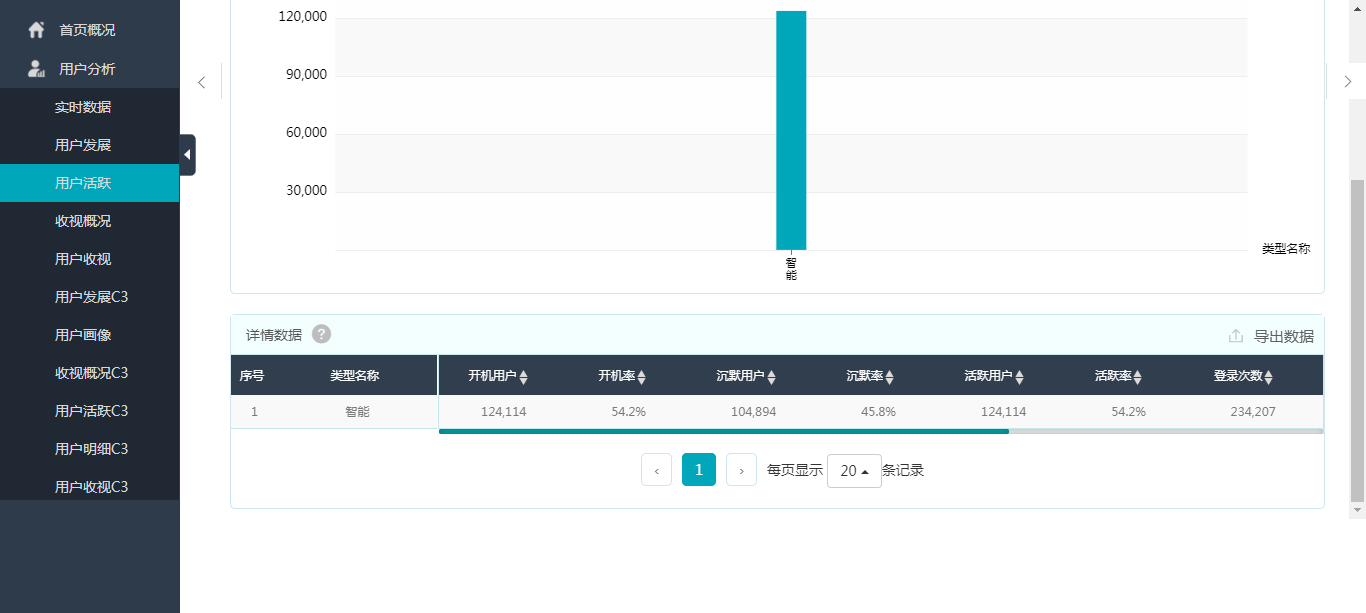 首页概况
用户分析
实时数据
用户发展
用户活跃
收视概况
用户收视
用户发展C3
用户画像
收视概况C3
用户活跃C3
用户明细C3
用户收视C3
120,000
90,000
60,000
30,000
类型名称
智能
详情数据 ?
导出数据
序号 类型名称 开机用户 开机率 沉默用户 沉默率 活跃用户 活跃率 登录次数
1 智能 124,114 54.2% 104,894 45.8% 124,114 54.2% 234,207
‹ 1 › 每页显示 20 条记录